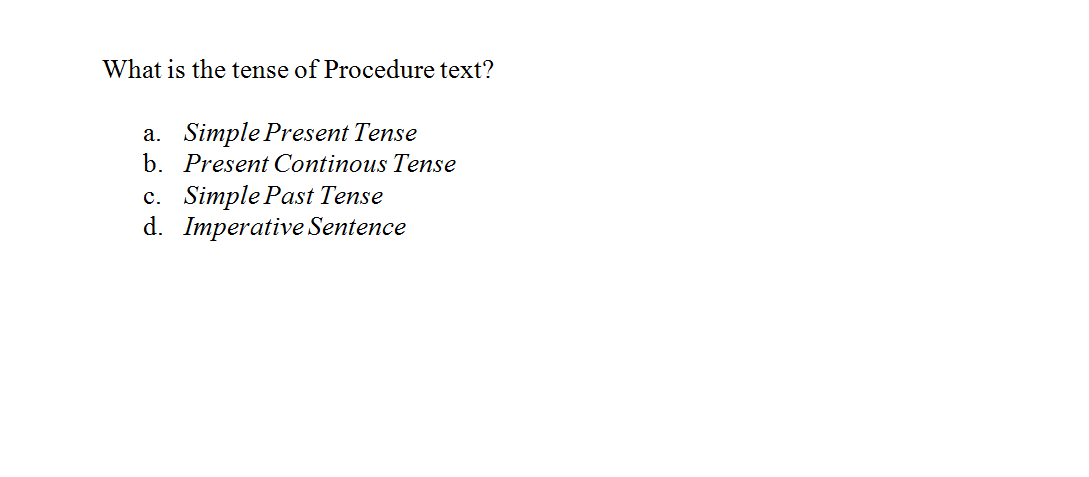 What is the tense of Procedure text?
a. Simple Present Tense
b. Present Continous Tense
c. Simple Past Tense
d. Imperative Sentence